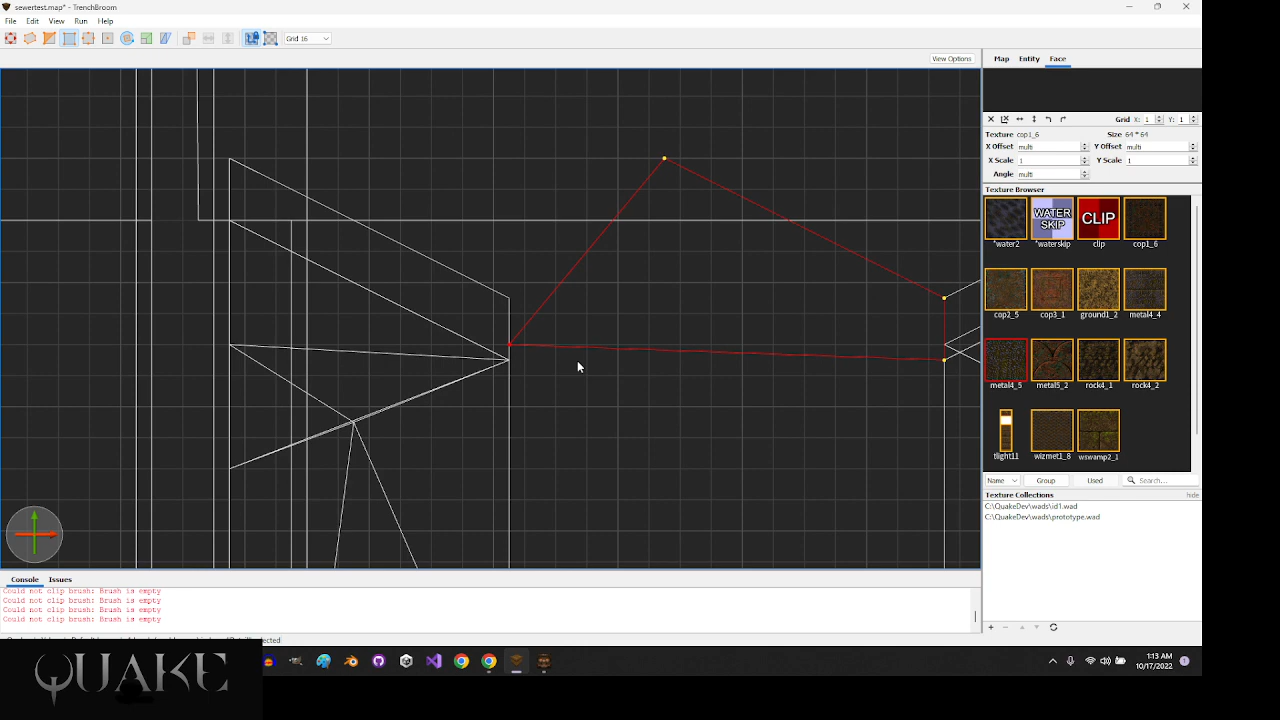 sewertest.map* - TrenchBroom
File Edit View Run Help
Grid 16
View Options
Map Entity Face
Grid X: 1 Y: 1
Texture cop1_6 Size 64*64
X Offset multi Y Offset multi
X Scale 1 Y Scale 1
Angle multi
Texture Browser
WATER SKIP CLIP
*water2 *waterskip clip cop1_6
cop2_5 cop3_1 ground1_2 metal4_4
metal4_5 metal5_2 rock4_1 rock4_2
tlight11 wizmet1_8 wswamp2_1
Name Group Used Search...
Texture Collections hide
C:\QuakeDev\wads\id1.wad
C:\QuakeDev\wads\prototype.wad
Console Issues
Could not clip brush: Brush is empty
Could not clip brush: Brush is empty
Could not clip brush: Brush is empty
Could not clip brush: Brush is empty
QUAKE
1:13 AM
10/17/2022
1